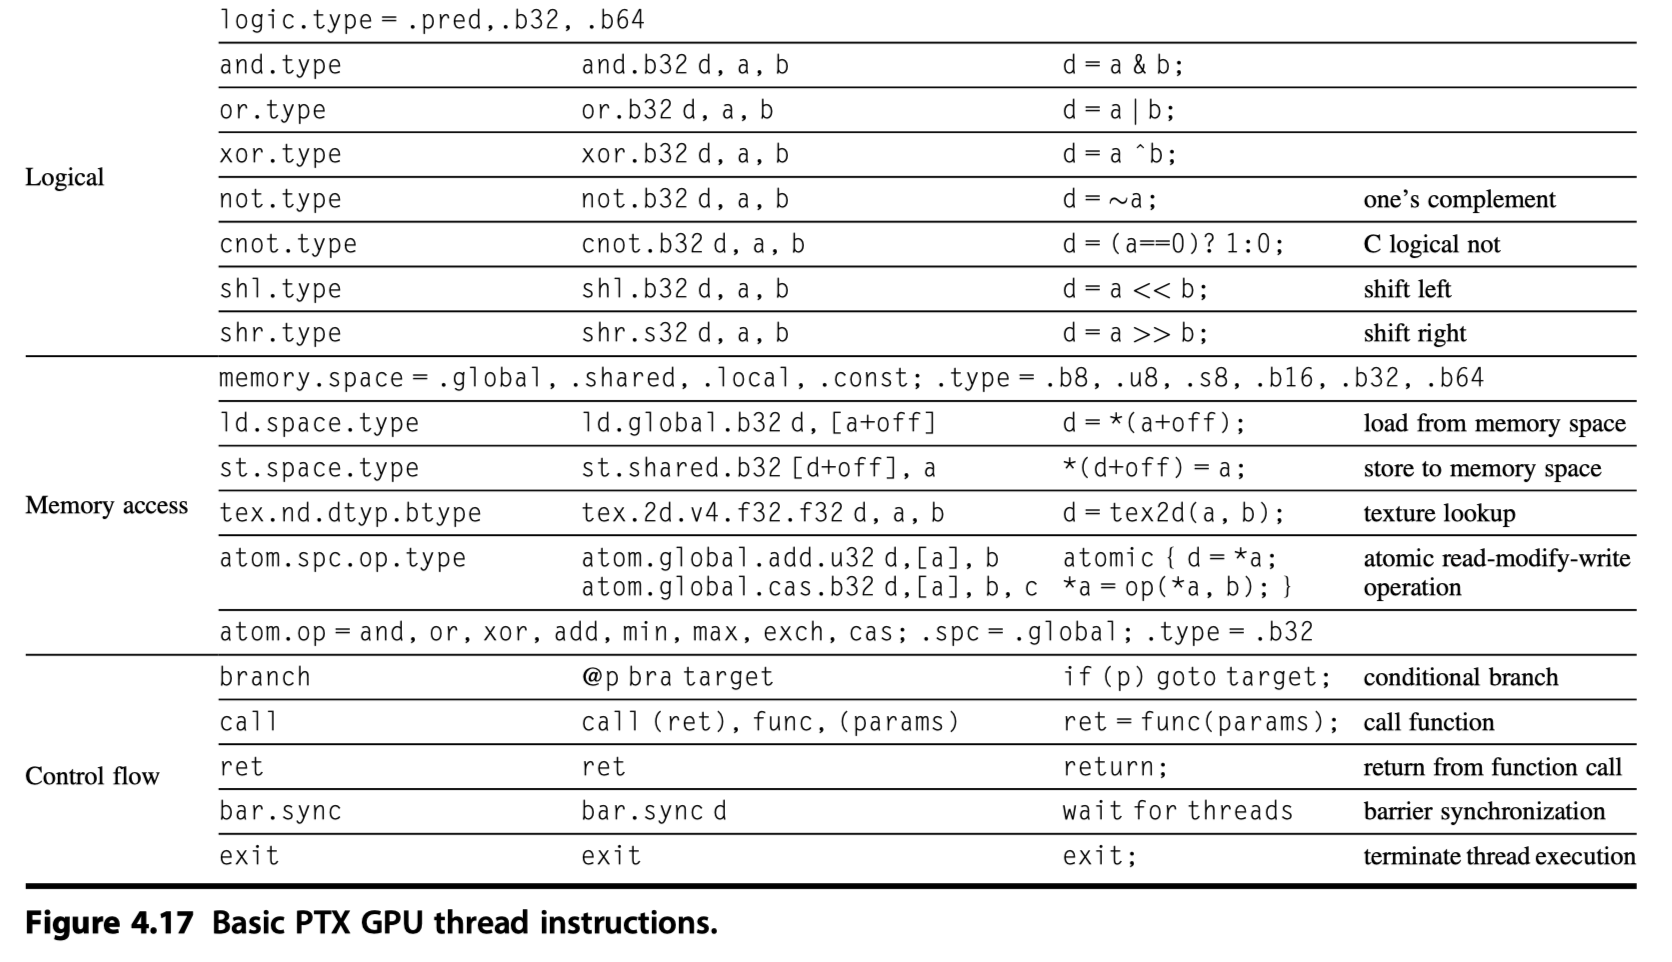 logic.type = .pred,.b32, .b64
and.type and.b32 d, a, b d = a & b;
or.type or.b32 d, a, b d = a | b;
xor.type xor.b32 d, a, b d = a ^b;
Logical
not.type not.b32 d, a, b d = ~a; one's complement
cnot.type cnot.b32 d, a, b d = (a==0)? 1:0; C logical not
shl.type shl.b32 d, a, b d = a << b; shift left
shr.type shr.s32 d, a, b d = a >> b; shift right
memory.space = .global, .shared, .local, .const; .type = .b8, .u8, .s8, .b16, .b32, .b64
ld.space.type ld.global.b32 d, [a+off] d = *(a+off); load from memory space
st.space.type st.shared.b32 [d+off], a *(d+off) = a; store to memory space
Memory access
tex.nd.dtyp.btype tex.2d.v4.f32.f32 d, a, b d = tex2d(a, b); texture lookup
atom.spc.op.type atom.global.add.u32 d,[a], b atomic { d = *a; atomic read-modify-write
atom.global.cas.b32 d,[a], b, c *a = op(*a, b); } operation
atom.op = and, or, xor, add, min, max, exch, cas; .spc = .global; .type = .b32
branch @p bra target if (p) goto target; conditional branch
call call (ret), func, (params) ret = func(params); call function
Control flow
ret ret return; return from function call
bar.sync bar.sync d wait for threads barrier synchronization
exit exit exit; terminate thread execution
Figure 4.17 Basic PTX GPU thread instructions.